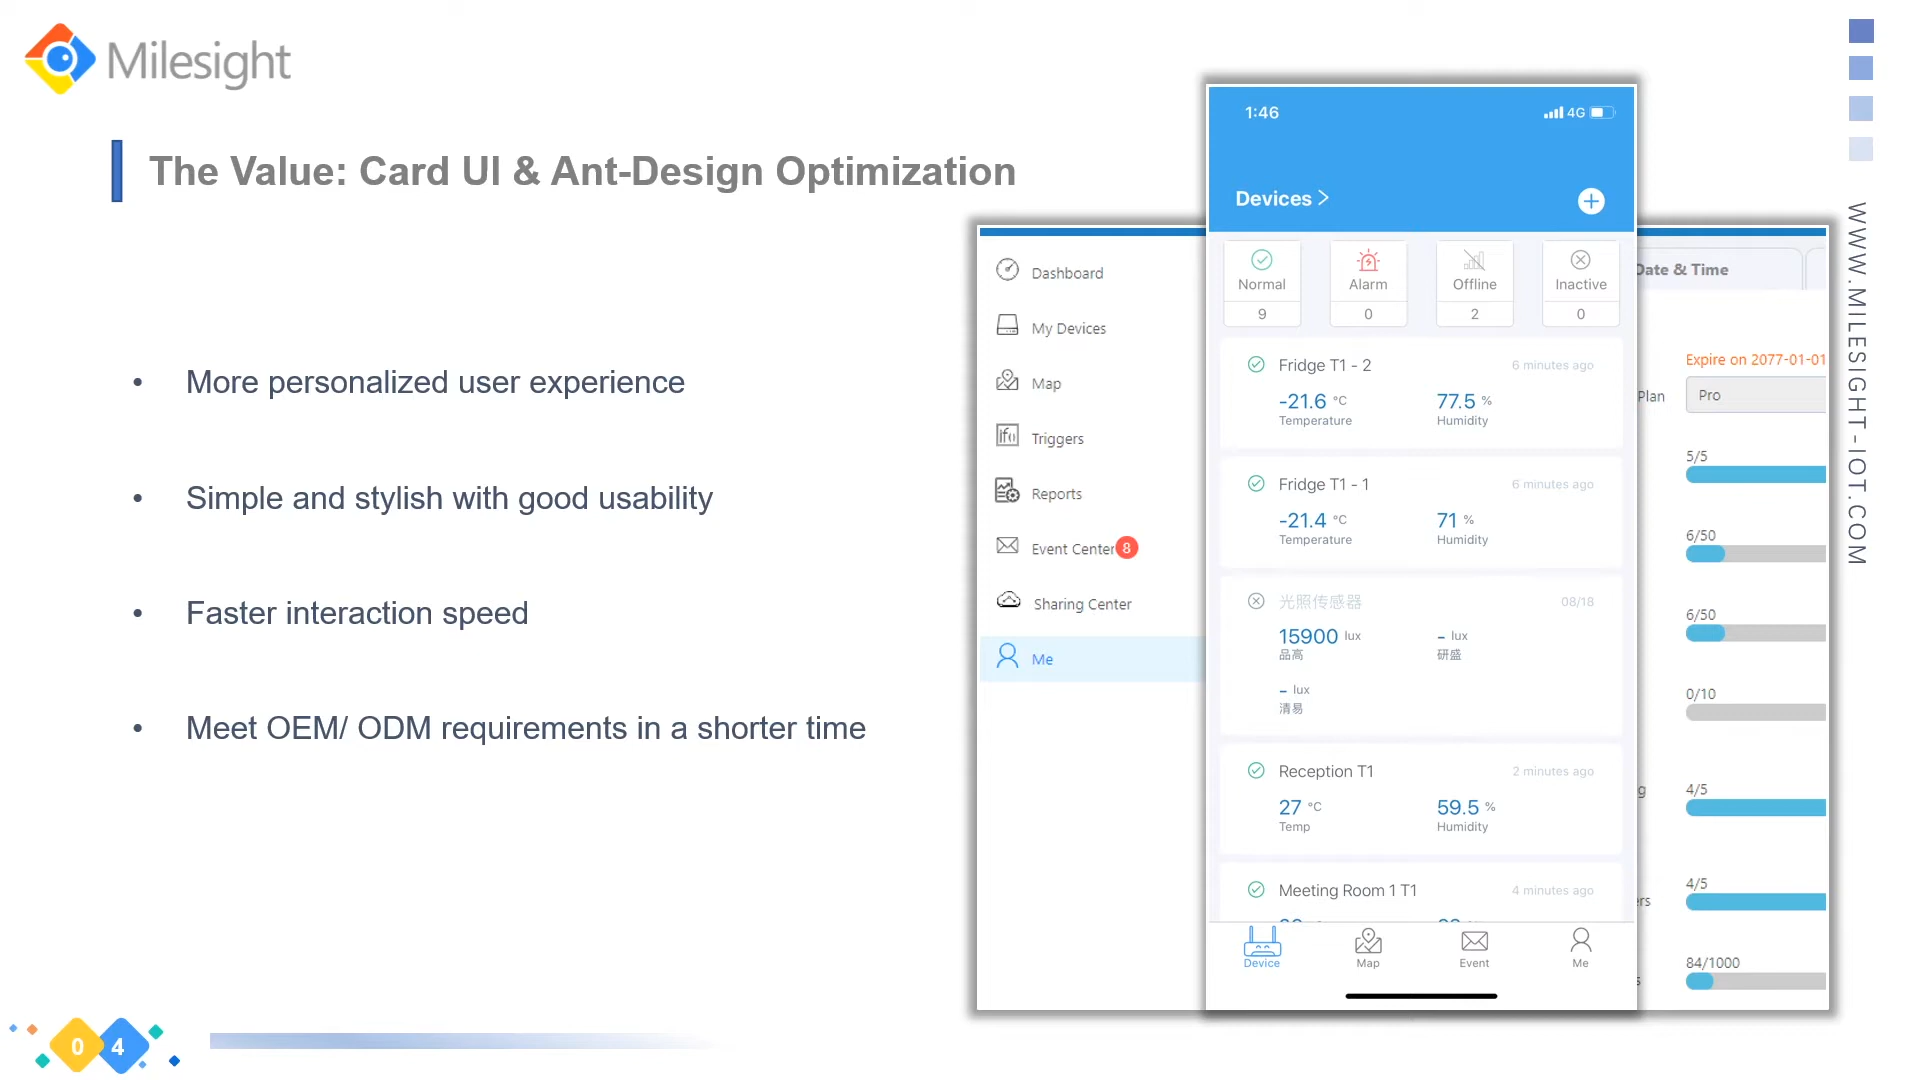 Milesight
The Value: Card UI & Ant-Design Optimization
• More personalized user experience
• Simple and stylish with good usability
• Faster interaction speed
• Meet OEM/ ODM requirements in a shorter time
Dashboard
My Devices
Map
Triggers
Reports
Event Center 8
Sharing Center
Me
1:46
4G
Devices >
Normal
9
Alarm
0
Offline
2
Inactive
0
Fridge T1 - 2
6 minutes ago
-21.6 °C
Temperature
77.5 %
Humidity
Fridge T1 - 1
6 minutes ago
-21.4 °C
Temperature
71 %
Humidity
光照传感器
08/18
15900 lux
品高
- lux
研盛
- lux
清易
Reception T1
2 minutes ago
27 °C
Temp
59.5 %
Humidity
Meeting Room 1 T1
4 minutes ago
Device
Map
Event
Me
Date & Time
Expire on 2077-01-01
Plan
Pro
5/5
6/50
6/50
0/10
4/5
4/5
84/1000
WWW.MILESIGHT-IOT.COM
0 4